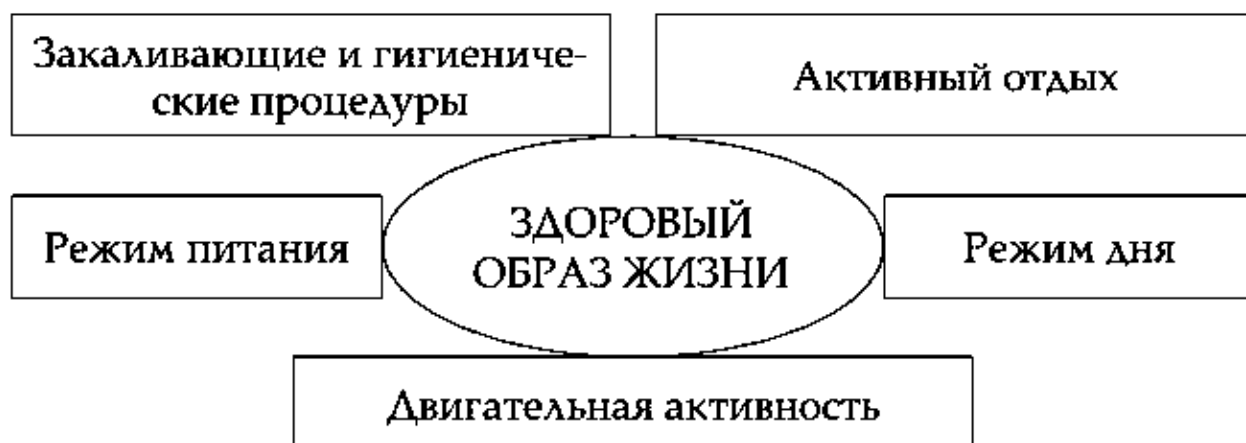 Закаливающие и гигиениче-
ские процедуры
Активный отдых
Режим питания
ЗДОРОВЫЙ
ОБРАЗ ЖИЗНИ
Режим дня
Двигательная активность